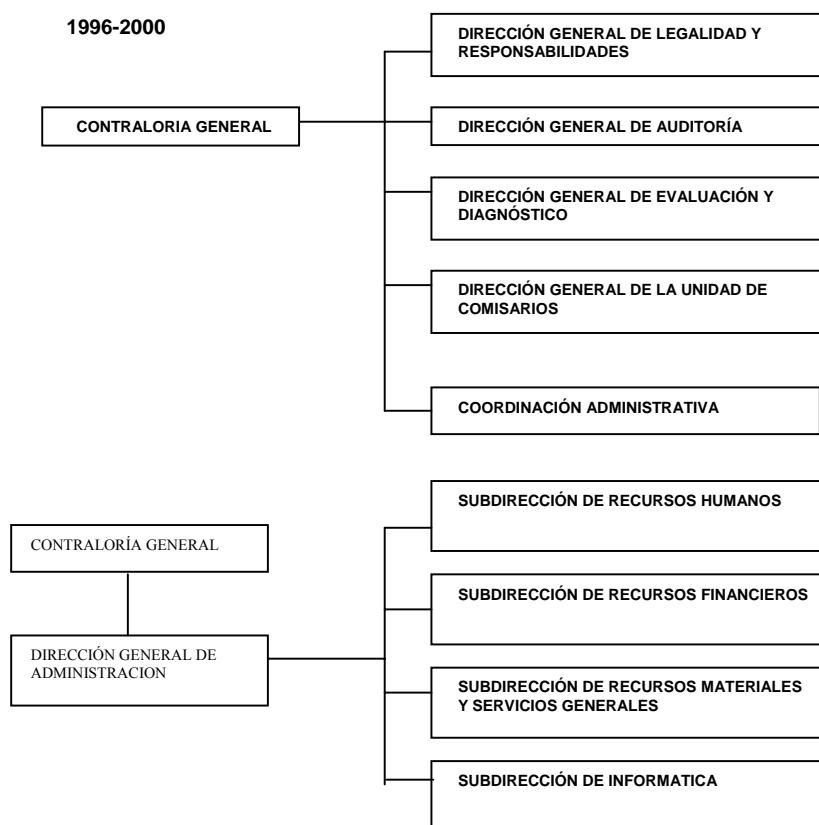 1996-2000
DIRECCIÓN GENERAL DE LEGALIDAD Y
RESPONSABILIDADES
CONTRALORIA GENERAL
DIRECCIÓN GENERAL DE AUDITORÍA
DIRECCIÓN GENERAL DE EVALUACIÓN Y
DIAGNÓSTICO
DIRECCIÓN GENERAL DE LA UNIDAD DE
COMISARIOS
COORDINACIÓN ADMINISTRATIVA
CONTRALORÍA GENERAL
DIRECCIÓN GENERAL DE
ADMINISTRACION
SUBDIRECCIÓN DE RECURSOS HUMANOS
SUBDIRECCIÓN DE RECURSOS FINANCIEROS
SUBDIRECCIÓN DE RECURSOS MATERIALES
Y SERVICIOS GENERALES
SUBDIRECCIÓN DE INFORMATICA